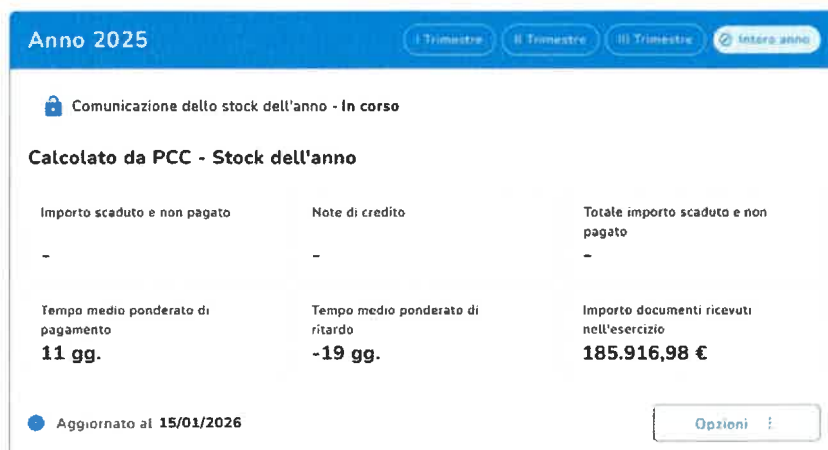 Anno 2025
I Trimestre
II Trimestre
III Trimestre
Intero anno
Comunicazione dello stock dell'anno - In corso
Calcolato da PCC - Stock dell'anno
Importo scaduto e non pagato
Note di credito
Totale importo scaduto e non
pagato
-
-
-
Tempo medio ponderato di
pagamento
Tempo medio ponderato di
ritardo
Importo documenti ricevuti
nell'esercizio
11 gg.
-19 gg.
185.916,98 €
Aggiornato al 15/01/2026
Opzioni